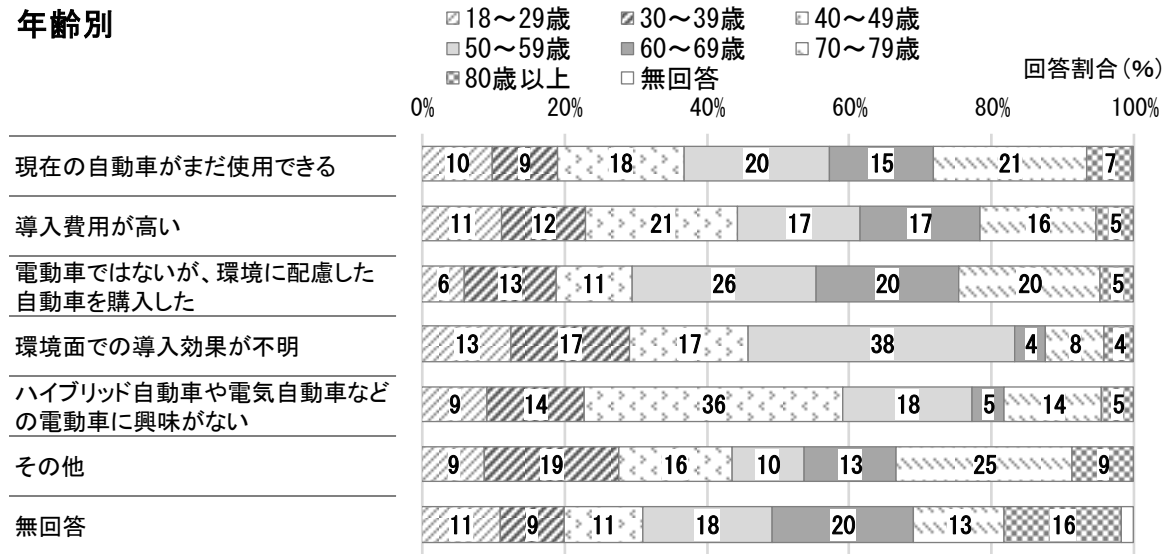 年齢別
18～29歳 30～39歳 40～49歳
50～59歳 60～69歳 70～79歳
80歳以上 無回答
回答割合(%)
0% 20% 40% 60% 80% 100%
現在の自動車がまだ使用できる 10 9 18 20 15 21 7
導入費用が高い 11 12 21 17 17 16 5
電動車ではないが、環境に配慮した
自動車を購入した 6 13 11 26 20 20 5
環境面での導入効果が不明 13 17 17 38 4 8 4
ハイブリッド自動車や電気自動車など
の電動車に興味がない 9 14 36 18 5 14 5
その他 9 19 16 10 13 25 9
無回答 11 9 11 18 20 13 16